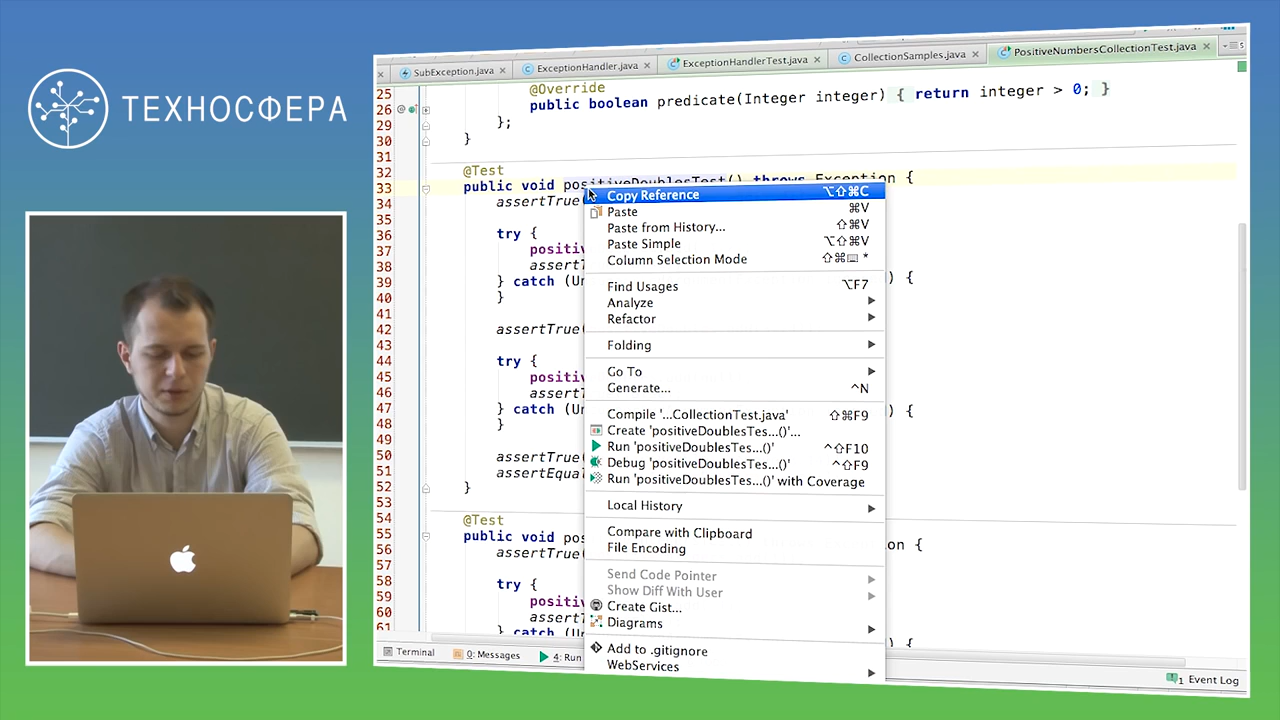 ТЕХНОСФЕРА
SubException.java
ExceptionHandler.java
ExceptionHandlerTest.java
CollectionSamples.java
PositiveNumbersCollectionTest.java
25 @Override
26 public boolean predicate(Integer integer) { return integer > 0; }
29 };
30 }
31
32 @Test
33 public void positiveDoublesTest() throws Exception {
34 assertTrue(
35
36 try {
37 positiv
38 assertT
39 } catch (Un ) {
40 }
41
42 assertTrue(
43
44 try {
45 positiv
46 assertT
47 } catch (Un ) {
48 }
49
50 assertTrue(
51 assertEqual
52 }
53
54 @Test
55 public void pos on {
56 assertTrue(
57
58 try {
59 positiv
60 assertT
61 } catch (Un ) {
Copy Reference ⌥⇧⌘C
Paste ⌘V
Paste from History... ⇧⌘V
Paste Simple ⌥⇧⌘V
Column Selection Mode ⇧⌘⌨ *
Find Usages ⌥F7
Analyze
Refactor
Folding
Go To
Generate... ^N
Compile '...CollectionTest.java' ⇧⌘F9
Create 'positiveDoublesTes...()'...
Run 'positiveDoublesTes...()' ^⇧F10
Debug 'positiveDoublesTes...()' ^⇧F9
Run 'positiveDoublesTes...()' with Coverage
Local History
Compare with Clipboard
File Encoding
Send Code Pointer
Show Diff With User
Create Gist...
Diagrams
Add to .gitignore
WebServices
Terminal
0: Messages
4: Run
1 Event Log